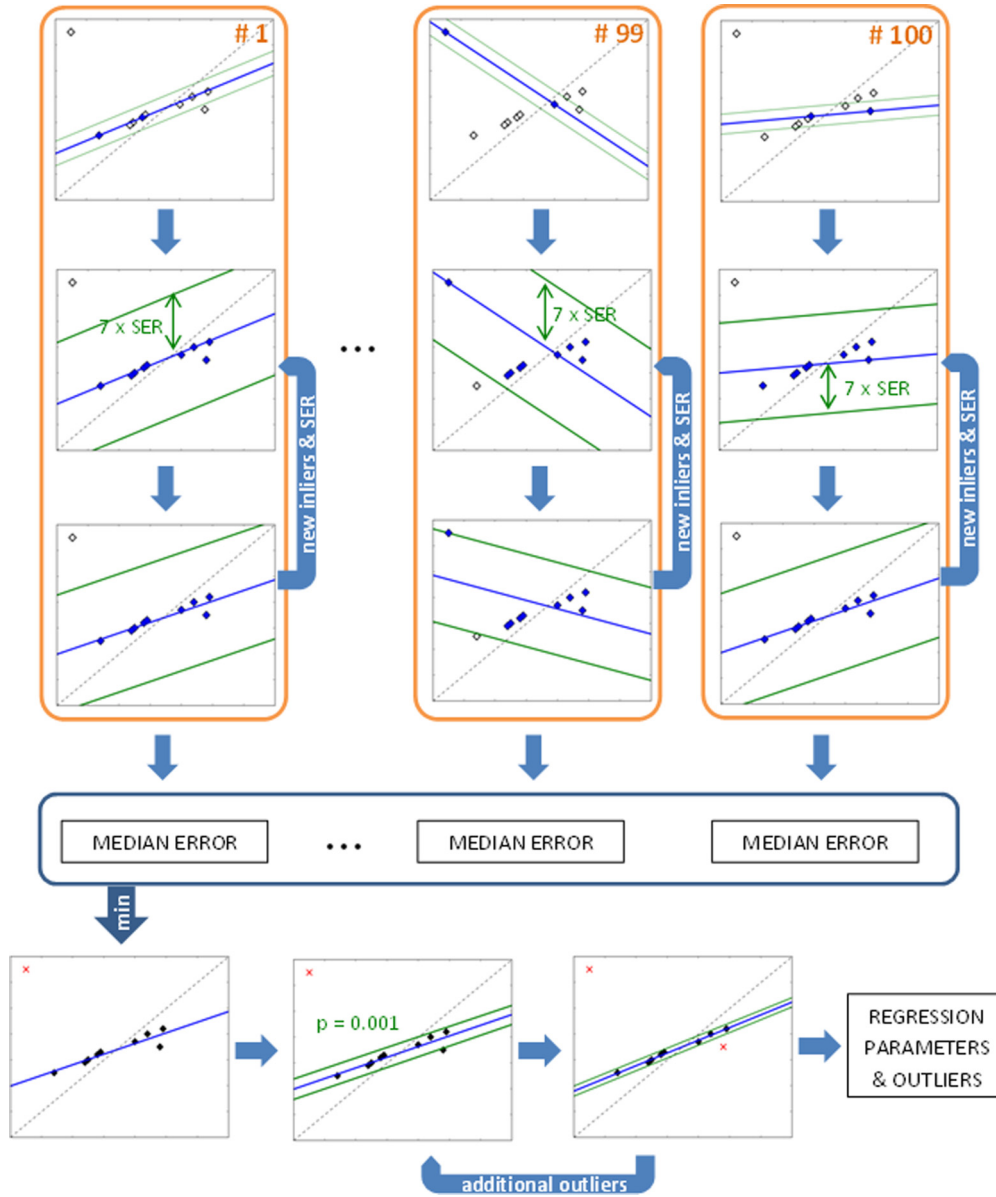 # 1
# 99
# 100
7 x SER
7 x SER
7 x SER
new inliers & SER
new inliers & SER
new inliers & SER
MEDIAN ERROR
MEDIAN ERROR
MEDIAN ERROR
min
p = 0.001
REGRESSION
PARAMETERS
& OUTLIERS
additional outliers